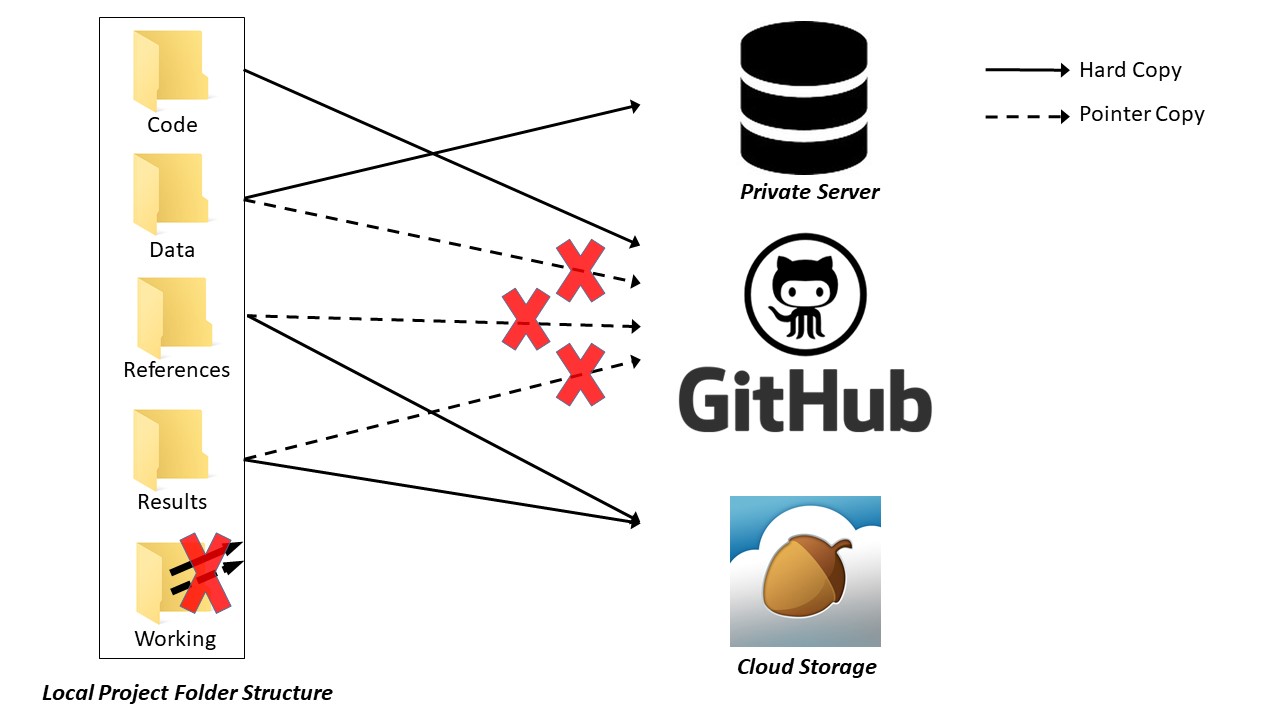 Code
Data
References
Results
Working
Local Project Folder Structure
Private Server
GitHub
Cloud Storage
Hard Copy
Pointer Copy